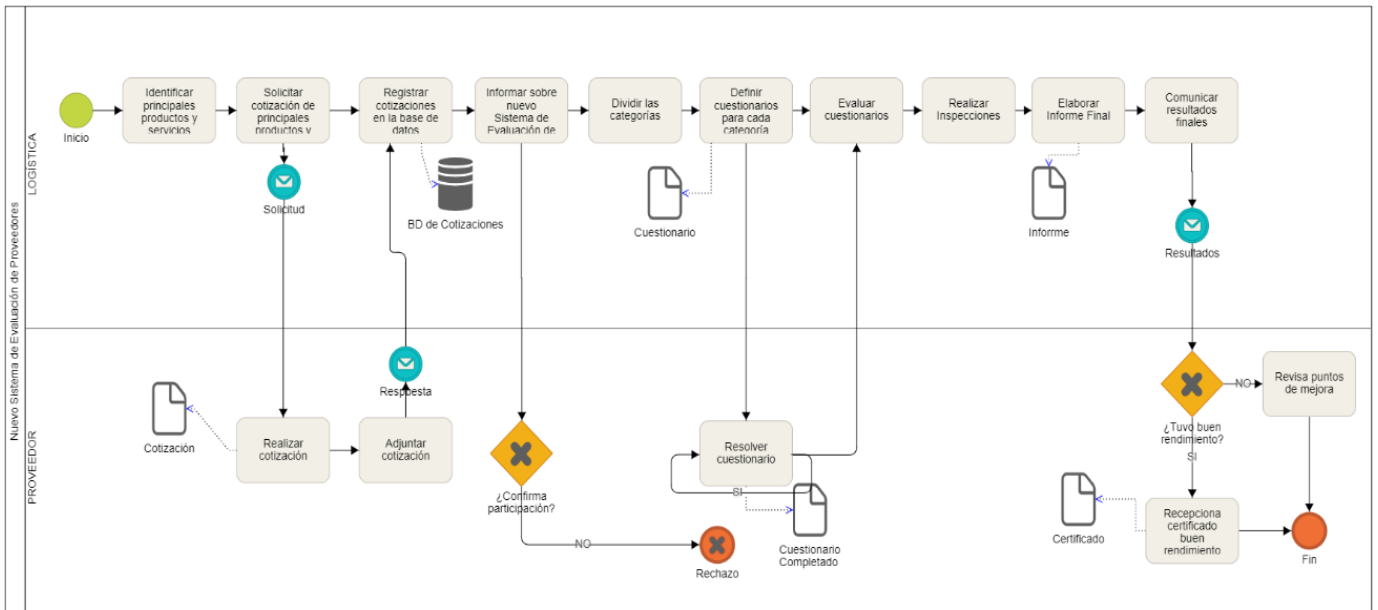 Nuevo Sistema de Evaluación de Proveedores
LOGÍSTICA
Inicio
Identificar
principales
productos y
servicios
Solicitar
cotización de
principales
productos y
Registrar
cotizaciones
en la base de
datos
Informar sobre
nuevo
Sistema de
Evaluación de
Dividir las
categorías
Definir
cuestionarios
para cada
categoría
Evaluar
cuestionarios
Realizar
Inspecciones
Elaborar
Informe Final
Comunicar
resultados
finales
Solicitud
BD de Cotizaciones
Cuestionario
Informme
Resultados
PROVEEDOR
Resppesta
Cotización
Realizar
cotización
Adjuntar
cotización
¿Confirma
participación?
NO
Rechazo
Resolver
cuestionario
SI
Cuestionario
Completado
¿Tuvo buen
rendimiento?
NO
SI
Revisa puntos
de mejora
Certificado
Recepciona
certificado
buen
rendimiento
Fin